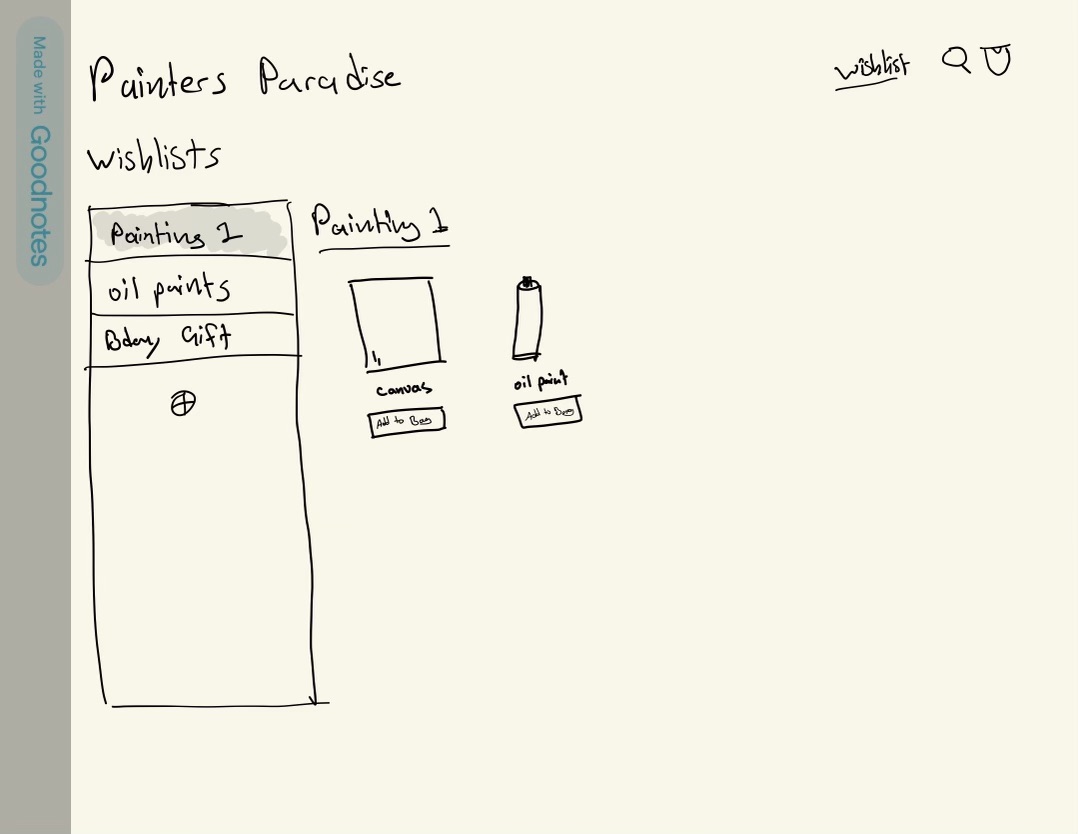 Made with Goodnotes
Painters Paradise
wishlist
wishlists
Painting 1
oil paints
Bday Gift
Painting 1
canvas
Add to Bag
oil paint
Add to Bag